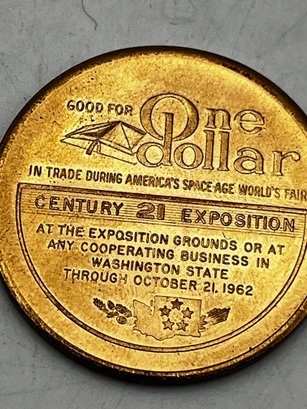 GOOD FOR One
dollar
IN TRADE DURING AMERICA'S SPACE-AGE WORLD'S FAIR
CENTURY 21 EXPOSITION
AT THE EXPOSITION GROUNDS OR AT
ANY COOPERATING BUSINESS IN
WASHINGTON STATE
THROUGH OCTOBER 21, 1962